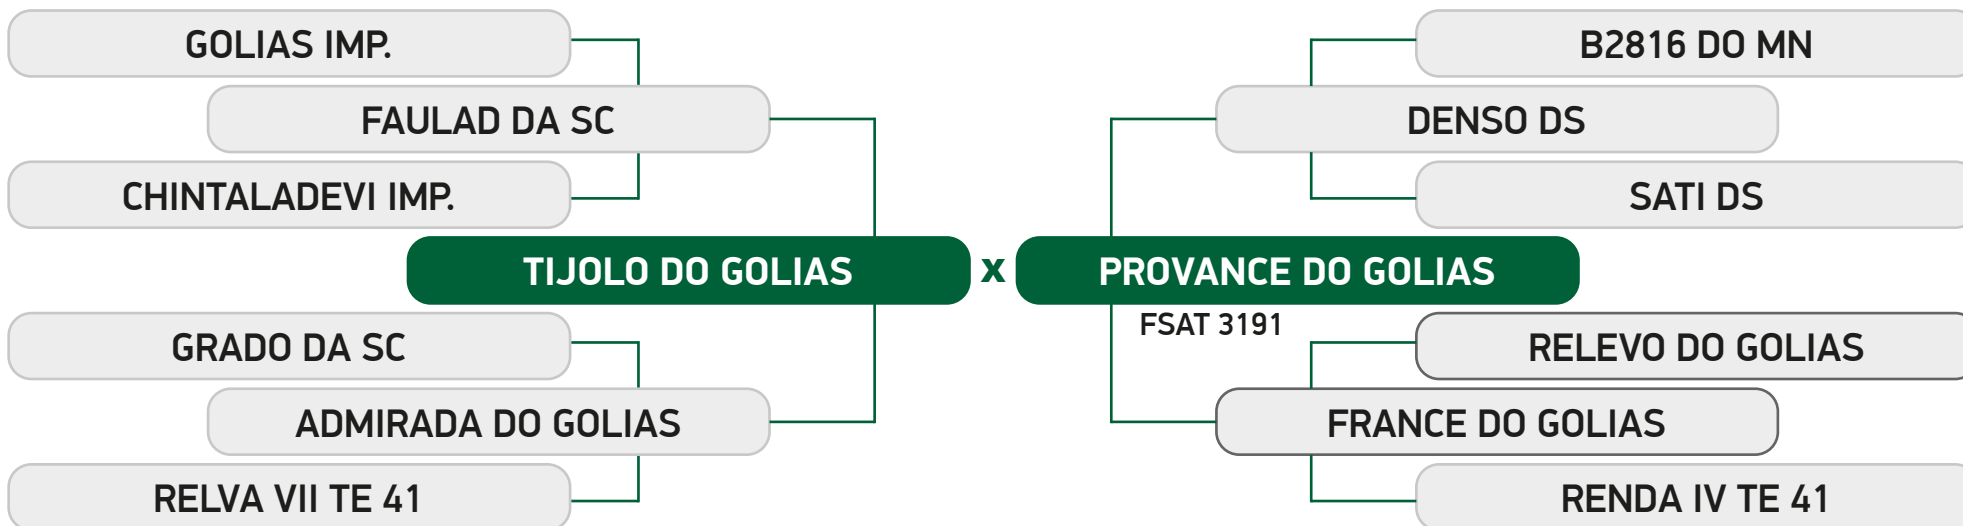 GOLIAS IMP.
B2816 DO MN
FAULAD DA SC
DENSO DS
CHINTALADEVI IMP.
SATI DS
TIJOLO DO GOLIAS x PROVANCE DO GOLIAS
FSAT 3191
GRADO DA SC
RELEVO DO GOLIAS
ADMIRADA DO GOLIAS
FRANCE DO GOLIAS
RELVA VII TE 41
RENDA IV TE 41